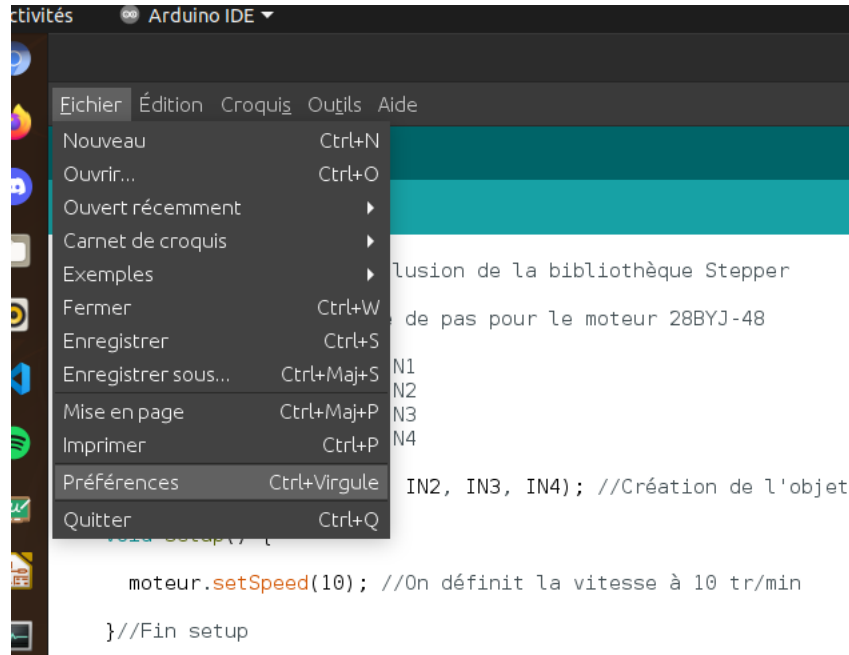 ctivités Arduino IDE
Fichier Édition Croquis Outils Aide
Nouveau Ctrl+N
Ouvrir... Ctrl+O
Ouvert récemment
Carnet de croquis
Exemples
lusion de la bibliothèque Stepper
Fermer Ctrl+W
de pas pour le moteur 28BYJ-48
Enregistrer Ctrl+S
Enregistrer sous... Ctrl+Maj+S
N1
N2
Mise en page Ctrl+Maj+P
N3
Imprimer Ctrl+P
N4
Préférences Ctrl+Virgule
IN2, IN3, IN4); //Création de l'objet
Quitter Ctrl+Q
void setup() {
moteur.setSpeed(10); //On définit la vitesse à 10 tr/min
}//Fin setup